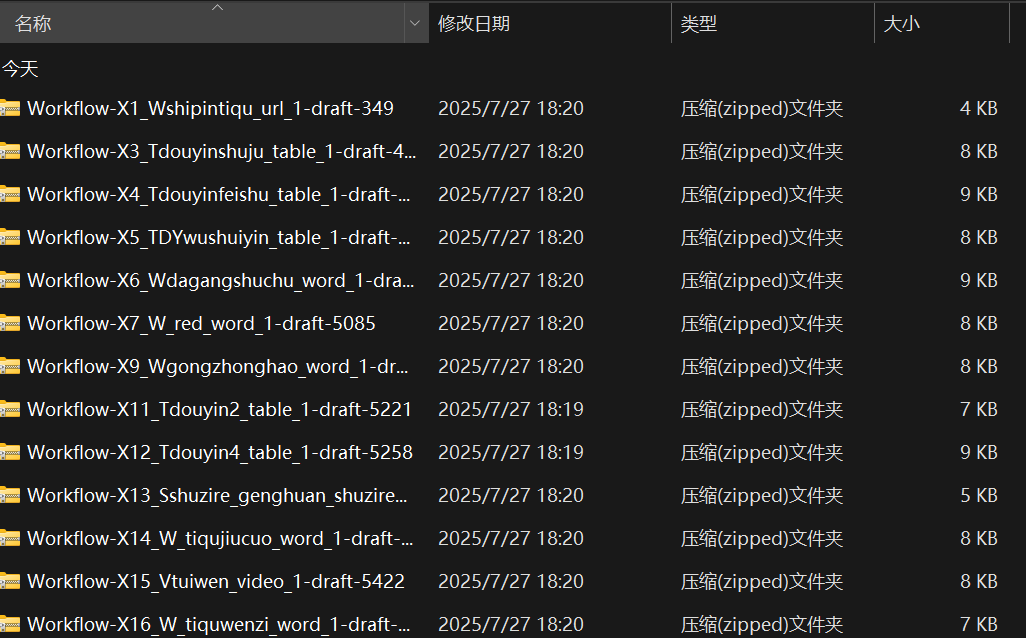 名称 修改日期 类型 大小
今天
Workflow-X1_Wshipintiqu_url_1-draft-349 2025/7/27 18:20 压缩(zipped)文件夹 4 KB
Workflow-X3_Tdouyinshuju_table_1-draft-4... 2025/7/27 18:20 压缩(zipped)文件夹 8 KB
Workflow-X4_Tdouyinfeishu_table_1-draft-... 2025/7/27 18:20 压缩(zipped)文件夹 9 KB
Workflow-X5_TDYwushuiyin_table_1-draft-... 2025/7/27 18:20 压缩(zipped)文件夹 8 KB
Workflow-X6_Wdagangshuchu_word_1-dra... 2025/7/27 18:20 压缩(zipped)文件夹 9 KB
Workflow-X7_W_red_word_1-draft-5085 2025/7/27 18:20 压缩(zipped)文件夹 8 KB
Workflow-X9_Wgongzhonghao_word_1-dr... 2025/7/27 18:20 压缩(zipped)文件夹 8 KB
Workflow-X11_Tdouyin2_table_1-draft-5221 2025/7/27 18:19 压缩(zipped)文件夹 7 KB
Workflow-X12_Tdouyin4_table_1-draft-5258 2025/7/27 18:19 压缩(zipped)文件夹 9 KB
Workflow-X13_Sshuzire_genghuan_shuzire... 2025/7/27 18:20 压缩(zipped)文件夹 5 KB
Workflow-X14_W_tiqujiucuo_word_1-draft-... 2025/7/27 18:20 压缩(zipped)文件夹 8 KB
Workflow-X15_Vtuiwen_video_1-draft-5422 2025/7/27 18:20 压缩(zipped)文件夹 8 KB
Workflow-X16_W_tiquwenzi_word_1-draft-... 2025/7/27 18:20 压缩(zipped)文件夹 7 KB